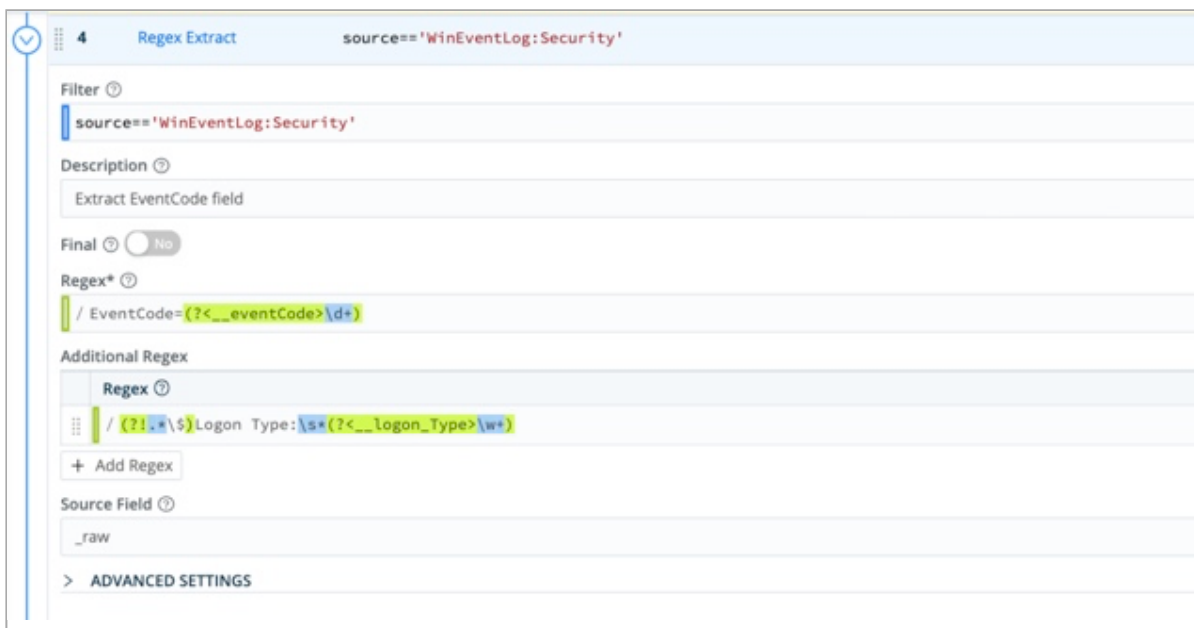 4 Regex Extract source=='WinEventLog:Security'
Filter
source=='WinEventLog:Security'
Description
Extract EventCode field
Final No
Regex*
/ EventCode=(?<__eventCode>\d+)
Additional Regex
Regex
/ (?!.*\$)Logon Type:\s*(?<__logon_Type>\w+)
+ Add Regex
Source Field
_raw
> ADVANCED SETTINGS